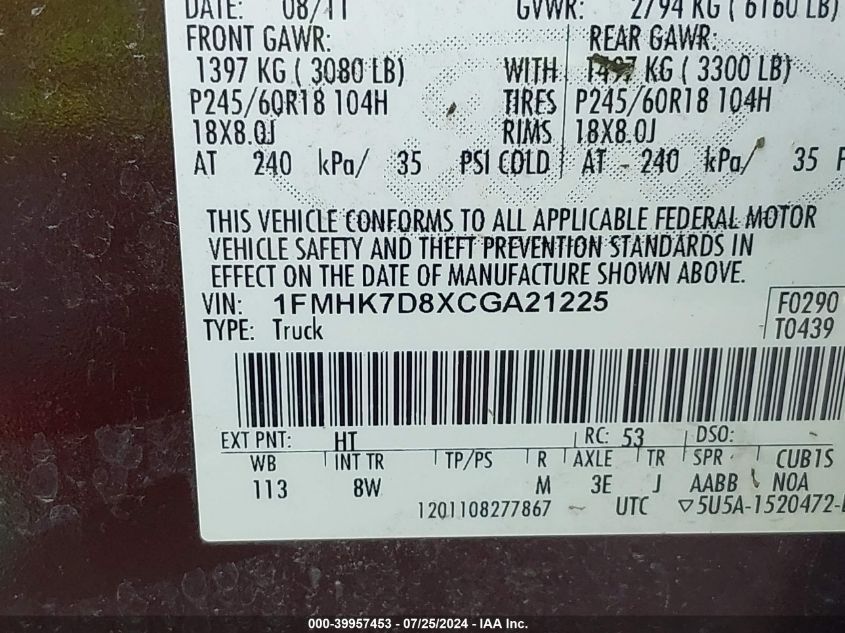 DATE: 08/11 GVWR: 2794 KG ( 6160 LB)
FRONT GAWR: REAR GAWR:
1397 KG ( 3080 LB) WITH 1497 KG ( 3300 LB)
P245/60R18 104H TIRES P245/60R18 104H
18X8.0J RIMS 18X8.0J
AT 240 kPa/ 35 PSI COLD AT 240 kPa/ 35 P
THIS VEHICLE CONFORMS TO ALL APPLICABLE FEDERAL MOTOR
VEHICLE SAFETY AND THEFT PREVENTION STANDARDS IN
EFFECT ON THE DATE OF MANUFACTURE SHOWN ABOVE.
VIN: 1FMHK7D8XCGA21225 F0290
TYPE: Truck T0439
EXT PNT: HT RC: 53 DSO:
WB INT TR TP/PS R AXLE TR SPR CUB1S
113 8W M 3E J AABB NOA
1201108277867 UTC ▽5U5A-1520472-
000-39957453 - 07/25/2024 - IAA Inc.